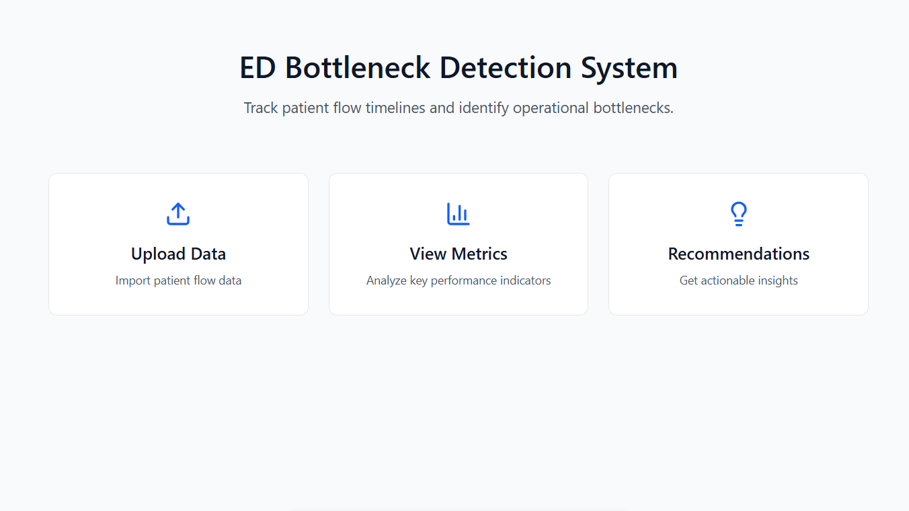 ED Bottleneck Detection System
Track patient flow timelines and identify operational bottlenecks.
Upload Data
Import patient flow data
View Metrics
Analyze key performance indicators
Recommendations
Get actionable insights